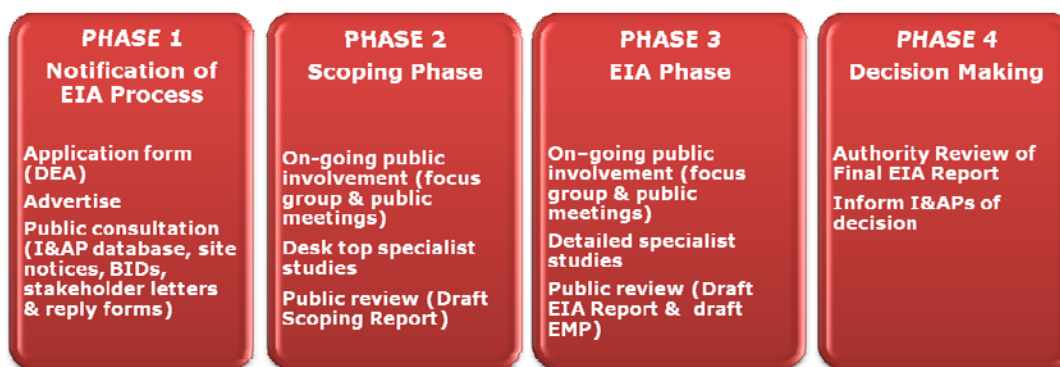 PHASE 1
Notification of
EIA Process
Application form
(DEA)
Advertise
Public consultation
(I&AP database, site
notices, BIDs,
stakeholder letters
& reply forms)
PHASE 2
Scoping Phase
On-going public
involvement (focus
group & public
meetings)
Desk top specialist
studies
Public review (Draft
Scoping Report)
PHASE 3
EIA Phase
On–going public
involvement (focus
group & public
meetings)
Detailed specialist
studies
Public review (Draft
EIA Report & draft
EMP)
PHASE 4
Decision Making
Authority Review of
Final EIA Report
Inform I&APs of
decision